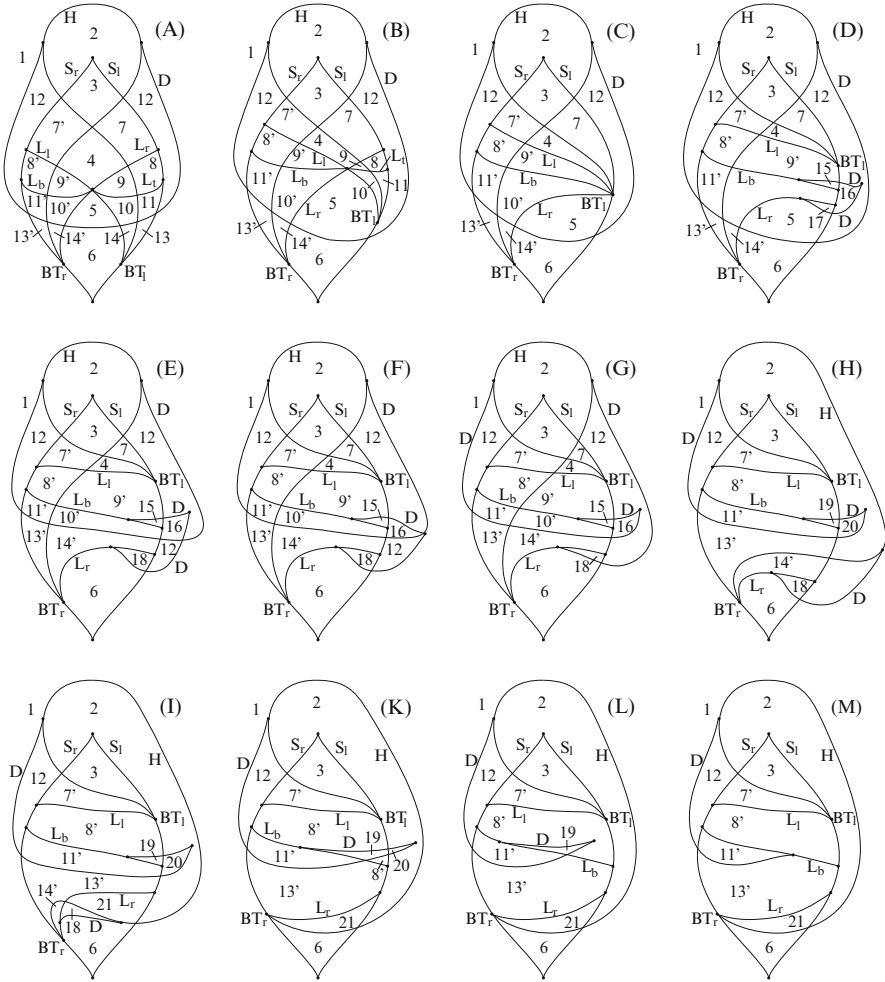 H (A) H (B) H (C) H (D)
1 2 2 2 2
Sr Sl D Sr Sl D Sr Sl Sr Sl D
12 3 12 12 3 12 12 3 12 12 3 12
7' 7 7' 7 7' 7 7' 7
Ll Lr 4 4 4
8' 4 8 8' 9' Ll 9 8 Lt 8' Ll 8' Ll BTl
Lb 9' 9 Lt Lb 9' 9' 15 D
11' 10' 5 10 11 11' 10' 5 10 11 11' Lb 11' Lb 16
Lr BTl Lr BTl Lr 5 17 D
13' 14' 14 13 13' 14' 13' 14' 5 13'
6 6 6 14' 6
BTr BTl BTr BTr BTr
H (E) H (F) H (G) (H)
1 2 2 2 2 H
Sr Sl D Sr Sl D Sr Sl D Sr Sl
12 3 12 12 3 12 D 12 3 12 D 12 3
7' 4 7 7' 4 7 7' 4 7 7'
Ll BTl Ll BTl Ll BTl Ll BTl
8' 8' 8' 8'
Lb 9' 15 D Lb 9' 15 D Lb 9' 15 D Lb 19 D
11' 10' 16 11' 10' 16 11' 10' 16 11' 20
13' 14' 12 13' 14' 12 13' 14' 13'
Lr 18 D Lr 18 Lr 18 14'
Lr 18 D
6 6 6 6
BTr BTr BTr BTr
(I) (K) (L) (M)
1 2 2 2 2
Sr Sl H Sr Sl H Sr Sl H Sr Sl H
D 12 3 D 12 3 D 12 3 D 12 3
7' 7' 7' 7'
Ll BTl Ll BTl Ll BTl Ll BTl
Lb 8' 19 Lb 8' D 19 8' D 19 8'
11' 20 11' 8' 20 11' Lb 11' Lb
14' 13' 13' 13' 13'
21 Lr Lr Lr Lr
18 D 21 21 21
BTr 6 BTr 6 BTr 6 BTr 6